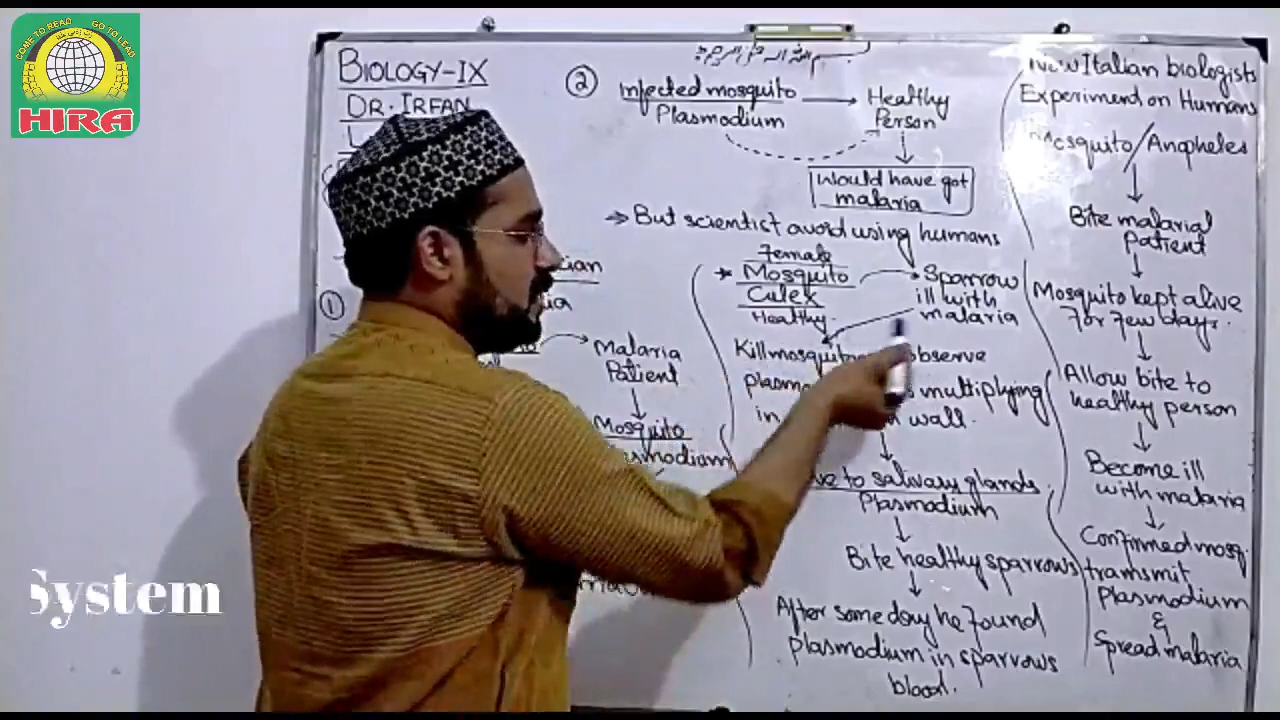 COME TO READ
GO TO LEAD
HIRA
System
BIOLOGY-IX
DR. IRFAN
①
Malaria
Patient
Mosquito
②
Infected mosquito
Plasmodium
Healthy
Person
Would have got
malaria
But scientist avoid using humans
Female
Mosquito
Culex
Healthy
Sparrow
ill with
malaria
Kill observe
multiplying
in wall.
to salivary glands.
Plasmodium
Bite healthy sparrows
After some day he found
plasmodium in sparrows
blood.
Now Italian biologists
Experiment on Humans
Mosquito/Anopheles
Bite malarial
Patient
Mosquito kept alive
For few days.
Allow bite to
healthy person
Become ill
with malaria
Confirmed mosq.
tramsmit
Plasmodium
&
Spread malaria